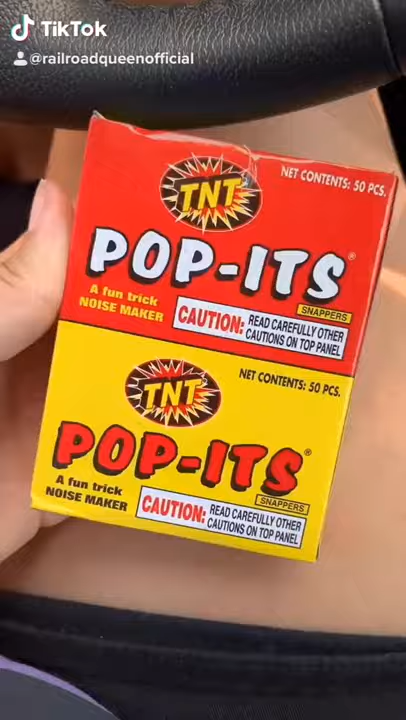 TikTok
@railroadqueenofficial
TNT
NET CONTENTS: 50 PCS.
POP-ITS®
SNAPPERS
A fun trick
NOISE MAKER
CAUTION: READ CAREFULLY OTHER
CAUTIONS ON TOP PANEL
TNT
NET CONTENTS: 50 PCS.
POP-ITS®
SNAPPERS
A fun trick
NOISE MAKER
CAUTION: READ CAREFULLY OTHER
CAUTIONS ON TOP PANEL